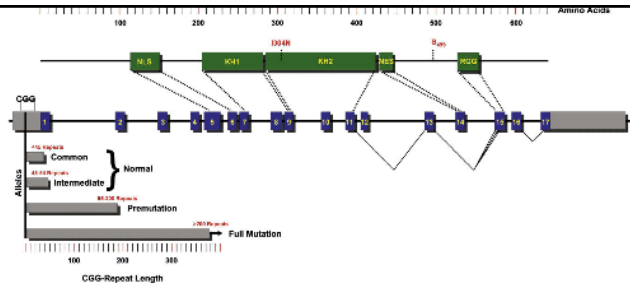 Amino Acids
100 200 300 400 500 600
I304N
NLS KH1 KH2 NES RGG
CGG
1 2 3 4 5 6 7 8 9 10 11 12 13 14 15 16 17
Common
Normal
Intermediate
Alleles
Premutation
>200 Repeats
Full Mutation
100 200 300
CGG-Repeat Length